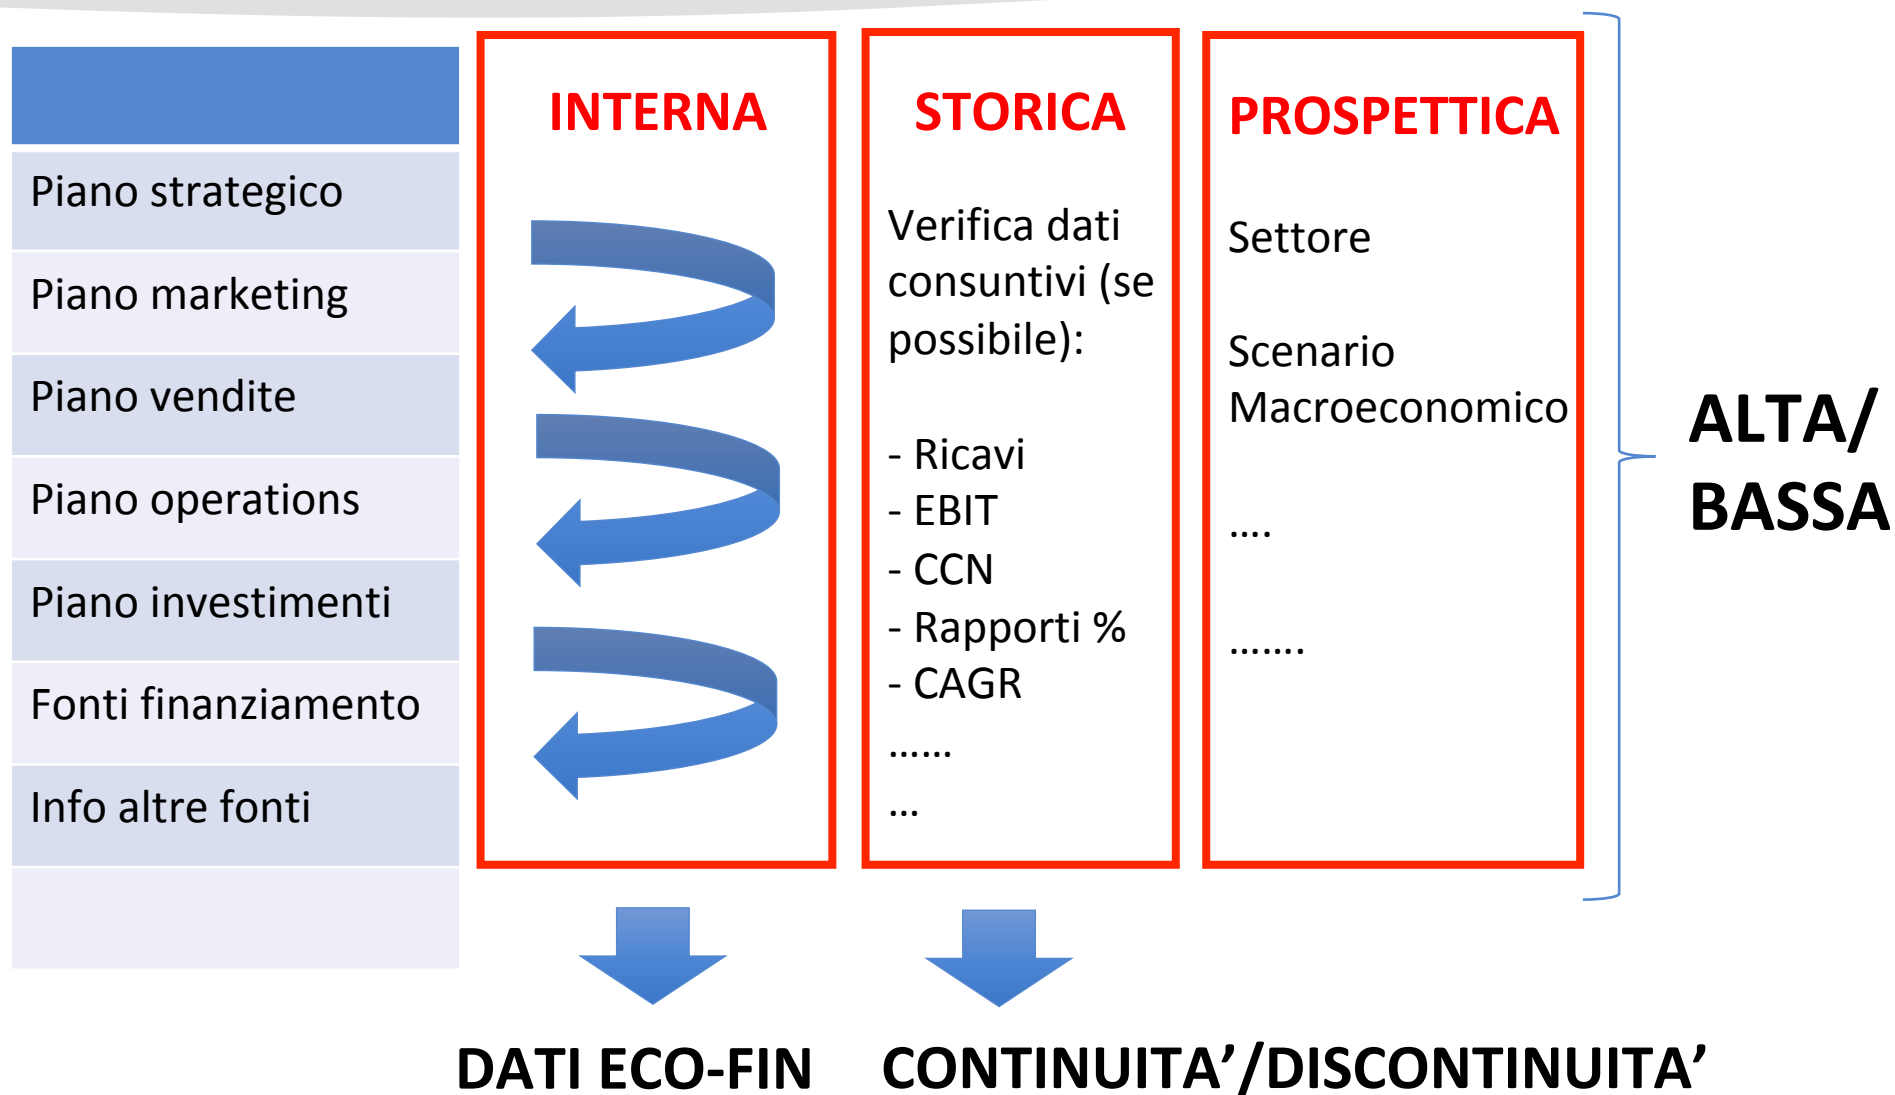 Piano strategico
Piano marketing
Piano vendite
Piano operations
Piano investimenti
Fonti finanziamento
Info altre fonti
INTERNA
STORICA
Verifica dati
consuntivi (se
possibile):
- Ricavi
- EBIT
- CCN
- Rapporti %
- CAGR
……
…
PROSPETTICA
Settore
Scenario
Macroeconomico
….
…….
ALTA/
BASSA
DATI ECO-FIN
CONTINUITA’/DISCONTINUITA’